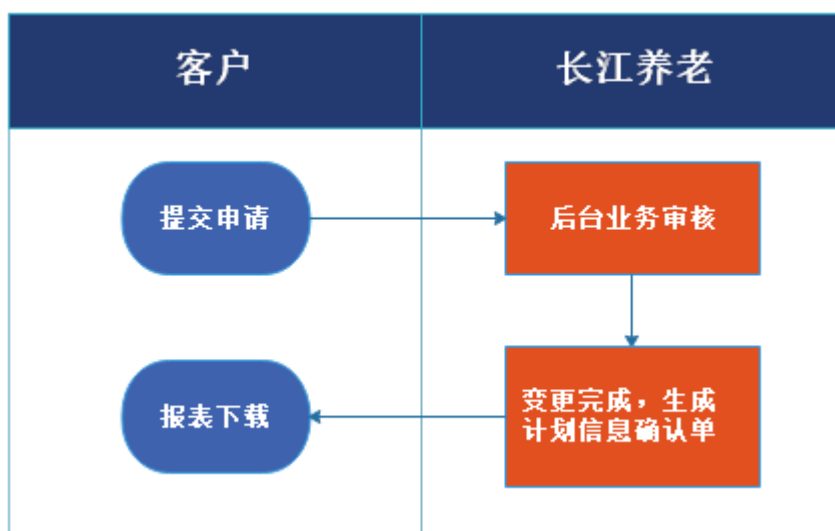 客户
长江养老
提交申请
后台业务审核
变更完成，生成
计划信息确认单
报表下载